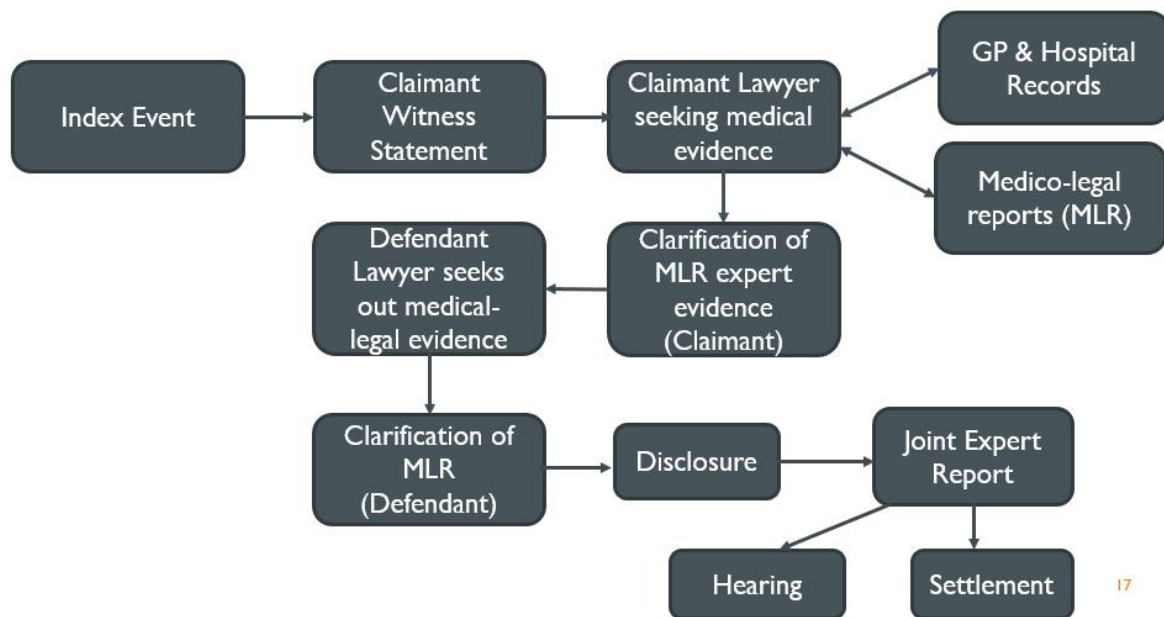 Index Event
Claimant
Witness
Statement
Claimant Lawyer
seeking medical
evidence
GP & Hospital
Records
Medico-legal
reports (MLR)
Defendant
Lawyer seeks
out medical-
legal evidence
Clarification of
MLR expert
evidence
(Claimant)
Clarification of
MLR
(Defendant)
Disclosure
Joint Expert
Report
Hearing
Settlement
17